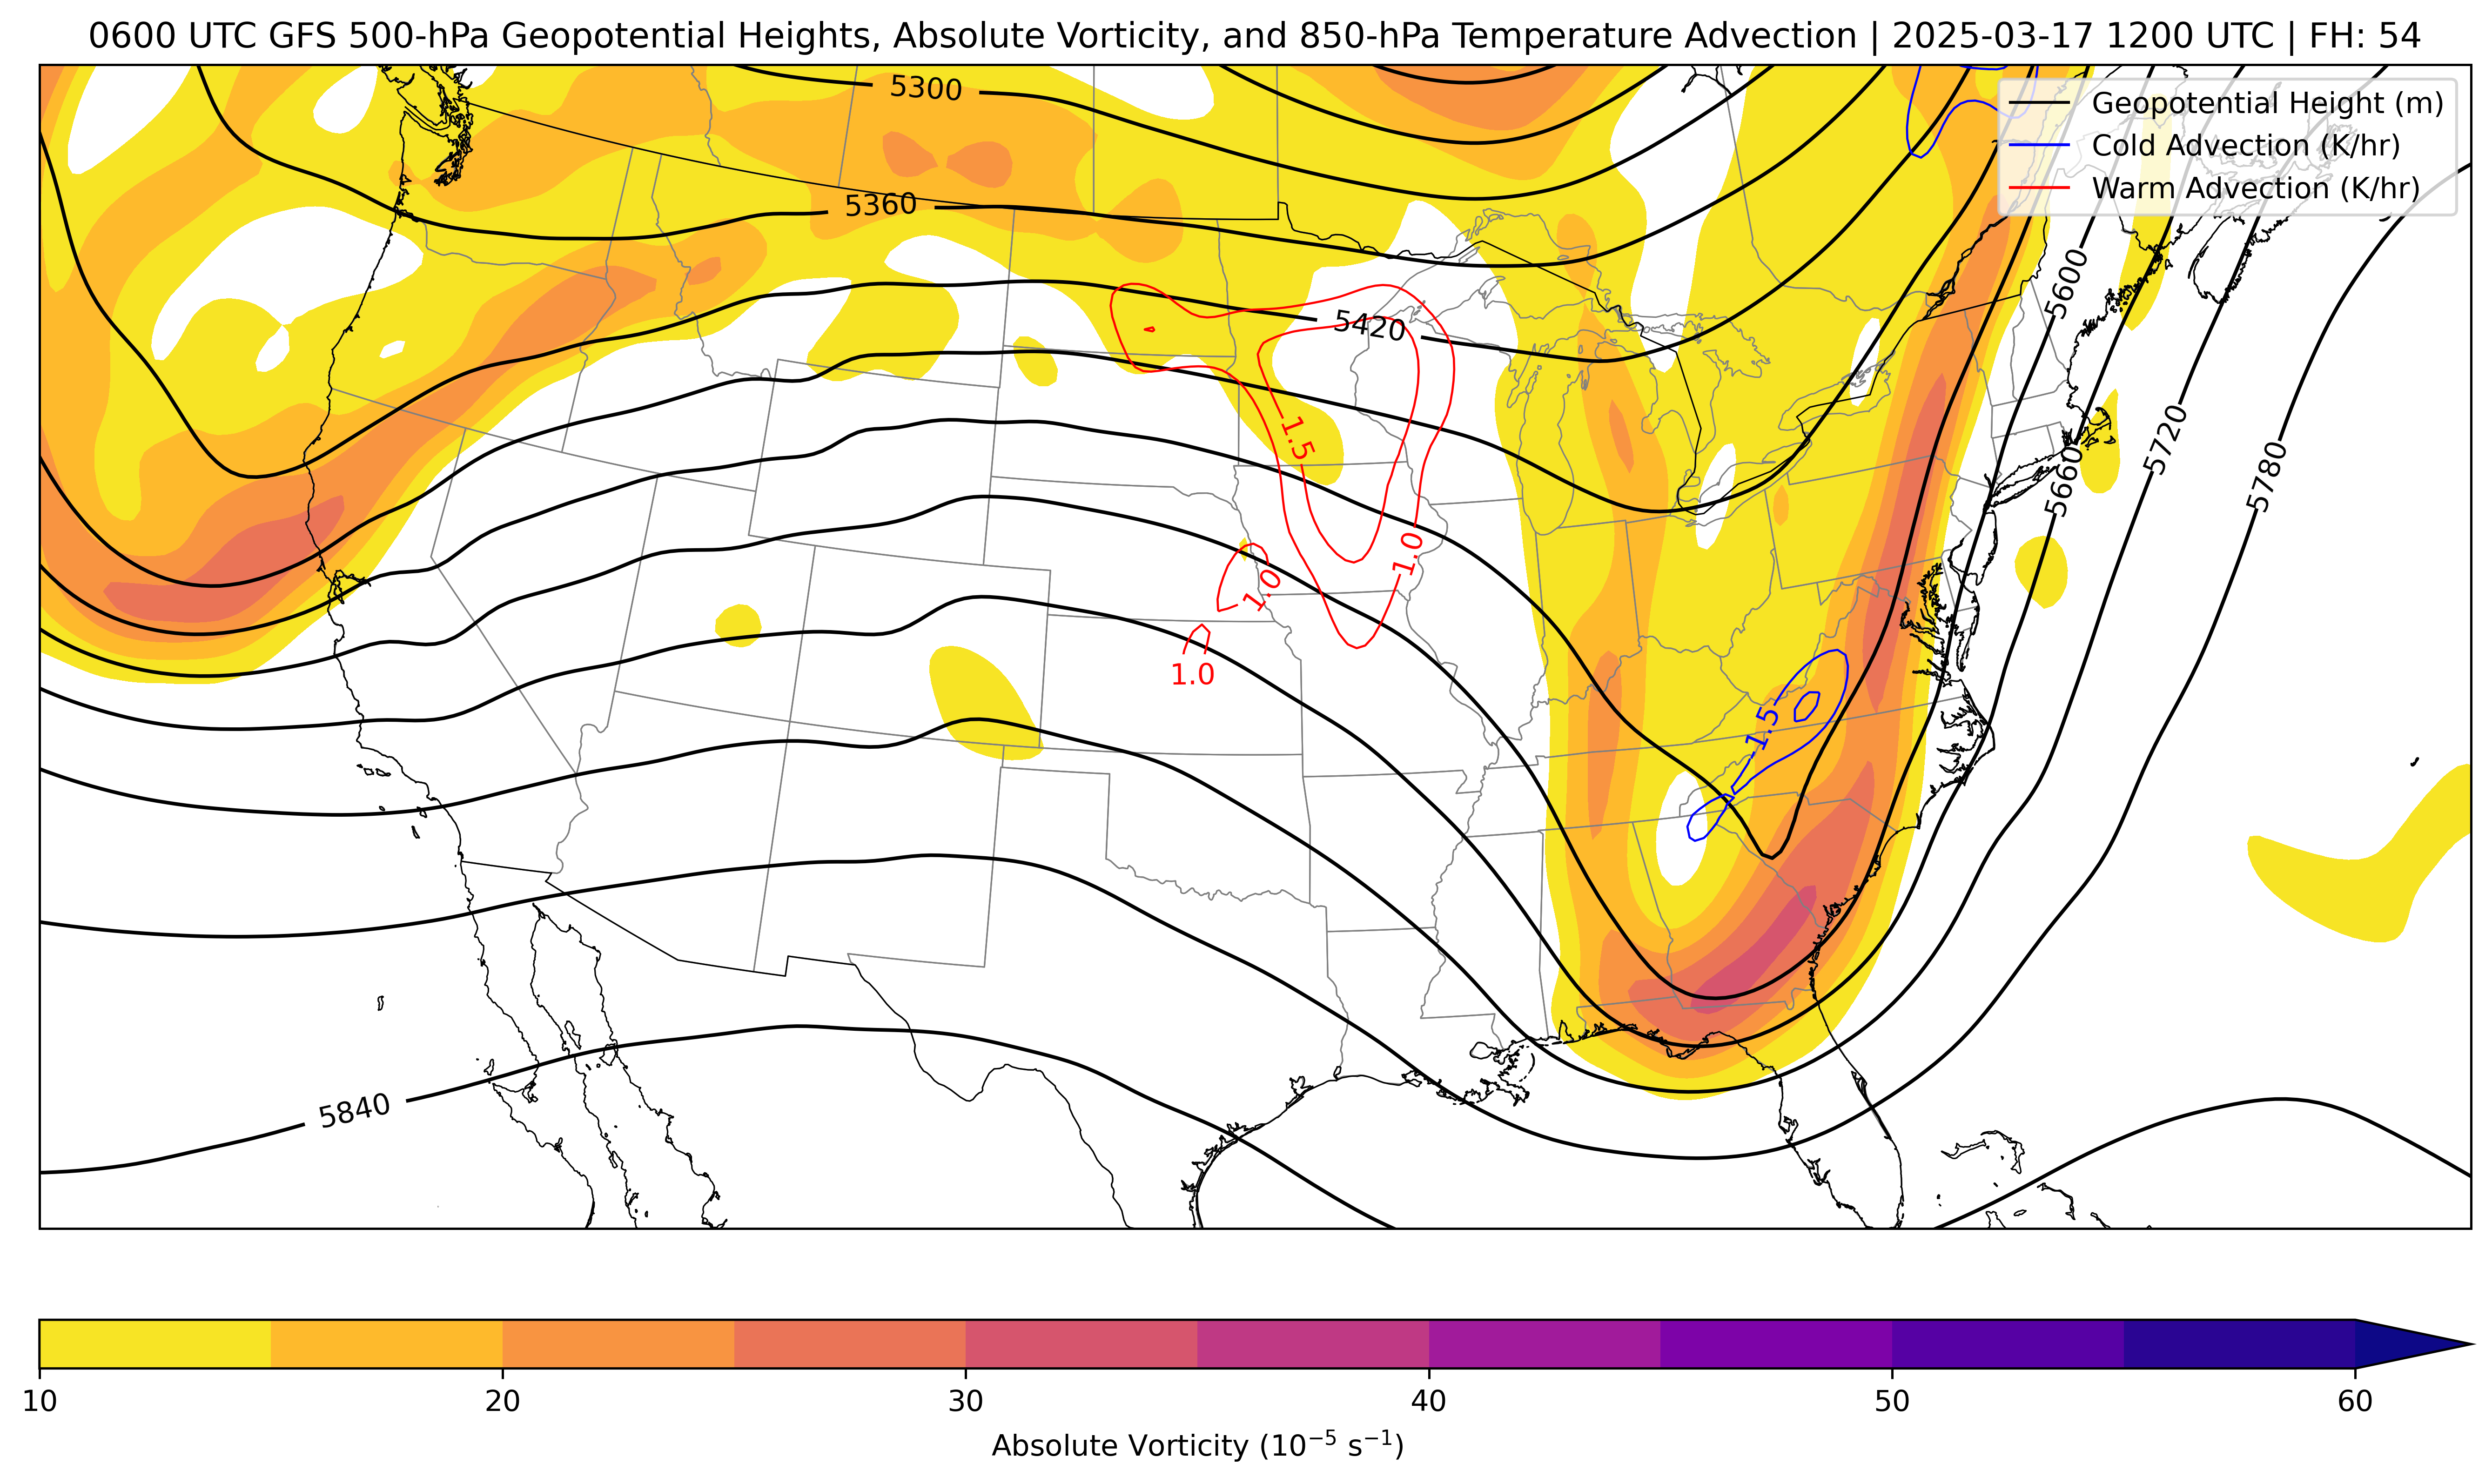 0600 UTC GFS 500-hPa Geopotential Heights, Absolute Vorticity, and 850-hPa Temperature Advection | 2025-03-17 1200 UTC | FH: 54
Geopotential Height (m)
Cold Advection (K/hr)
Warm Advection (K/hr)
5300
5360
5420
5600
5660
5720
5780
5840
-1.5
1.5
1.0
1.0
1.0
10 20 30 40 50 60
Absolute Vorticity (10⁻⁵ s⁻¹)